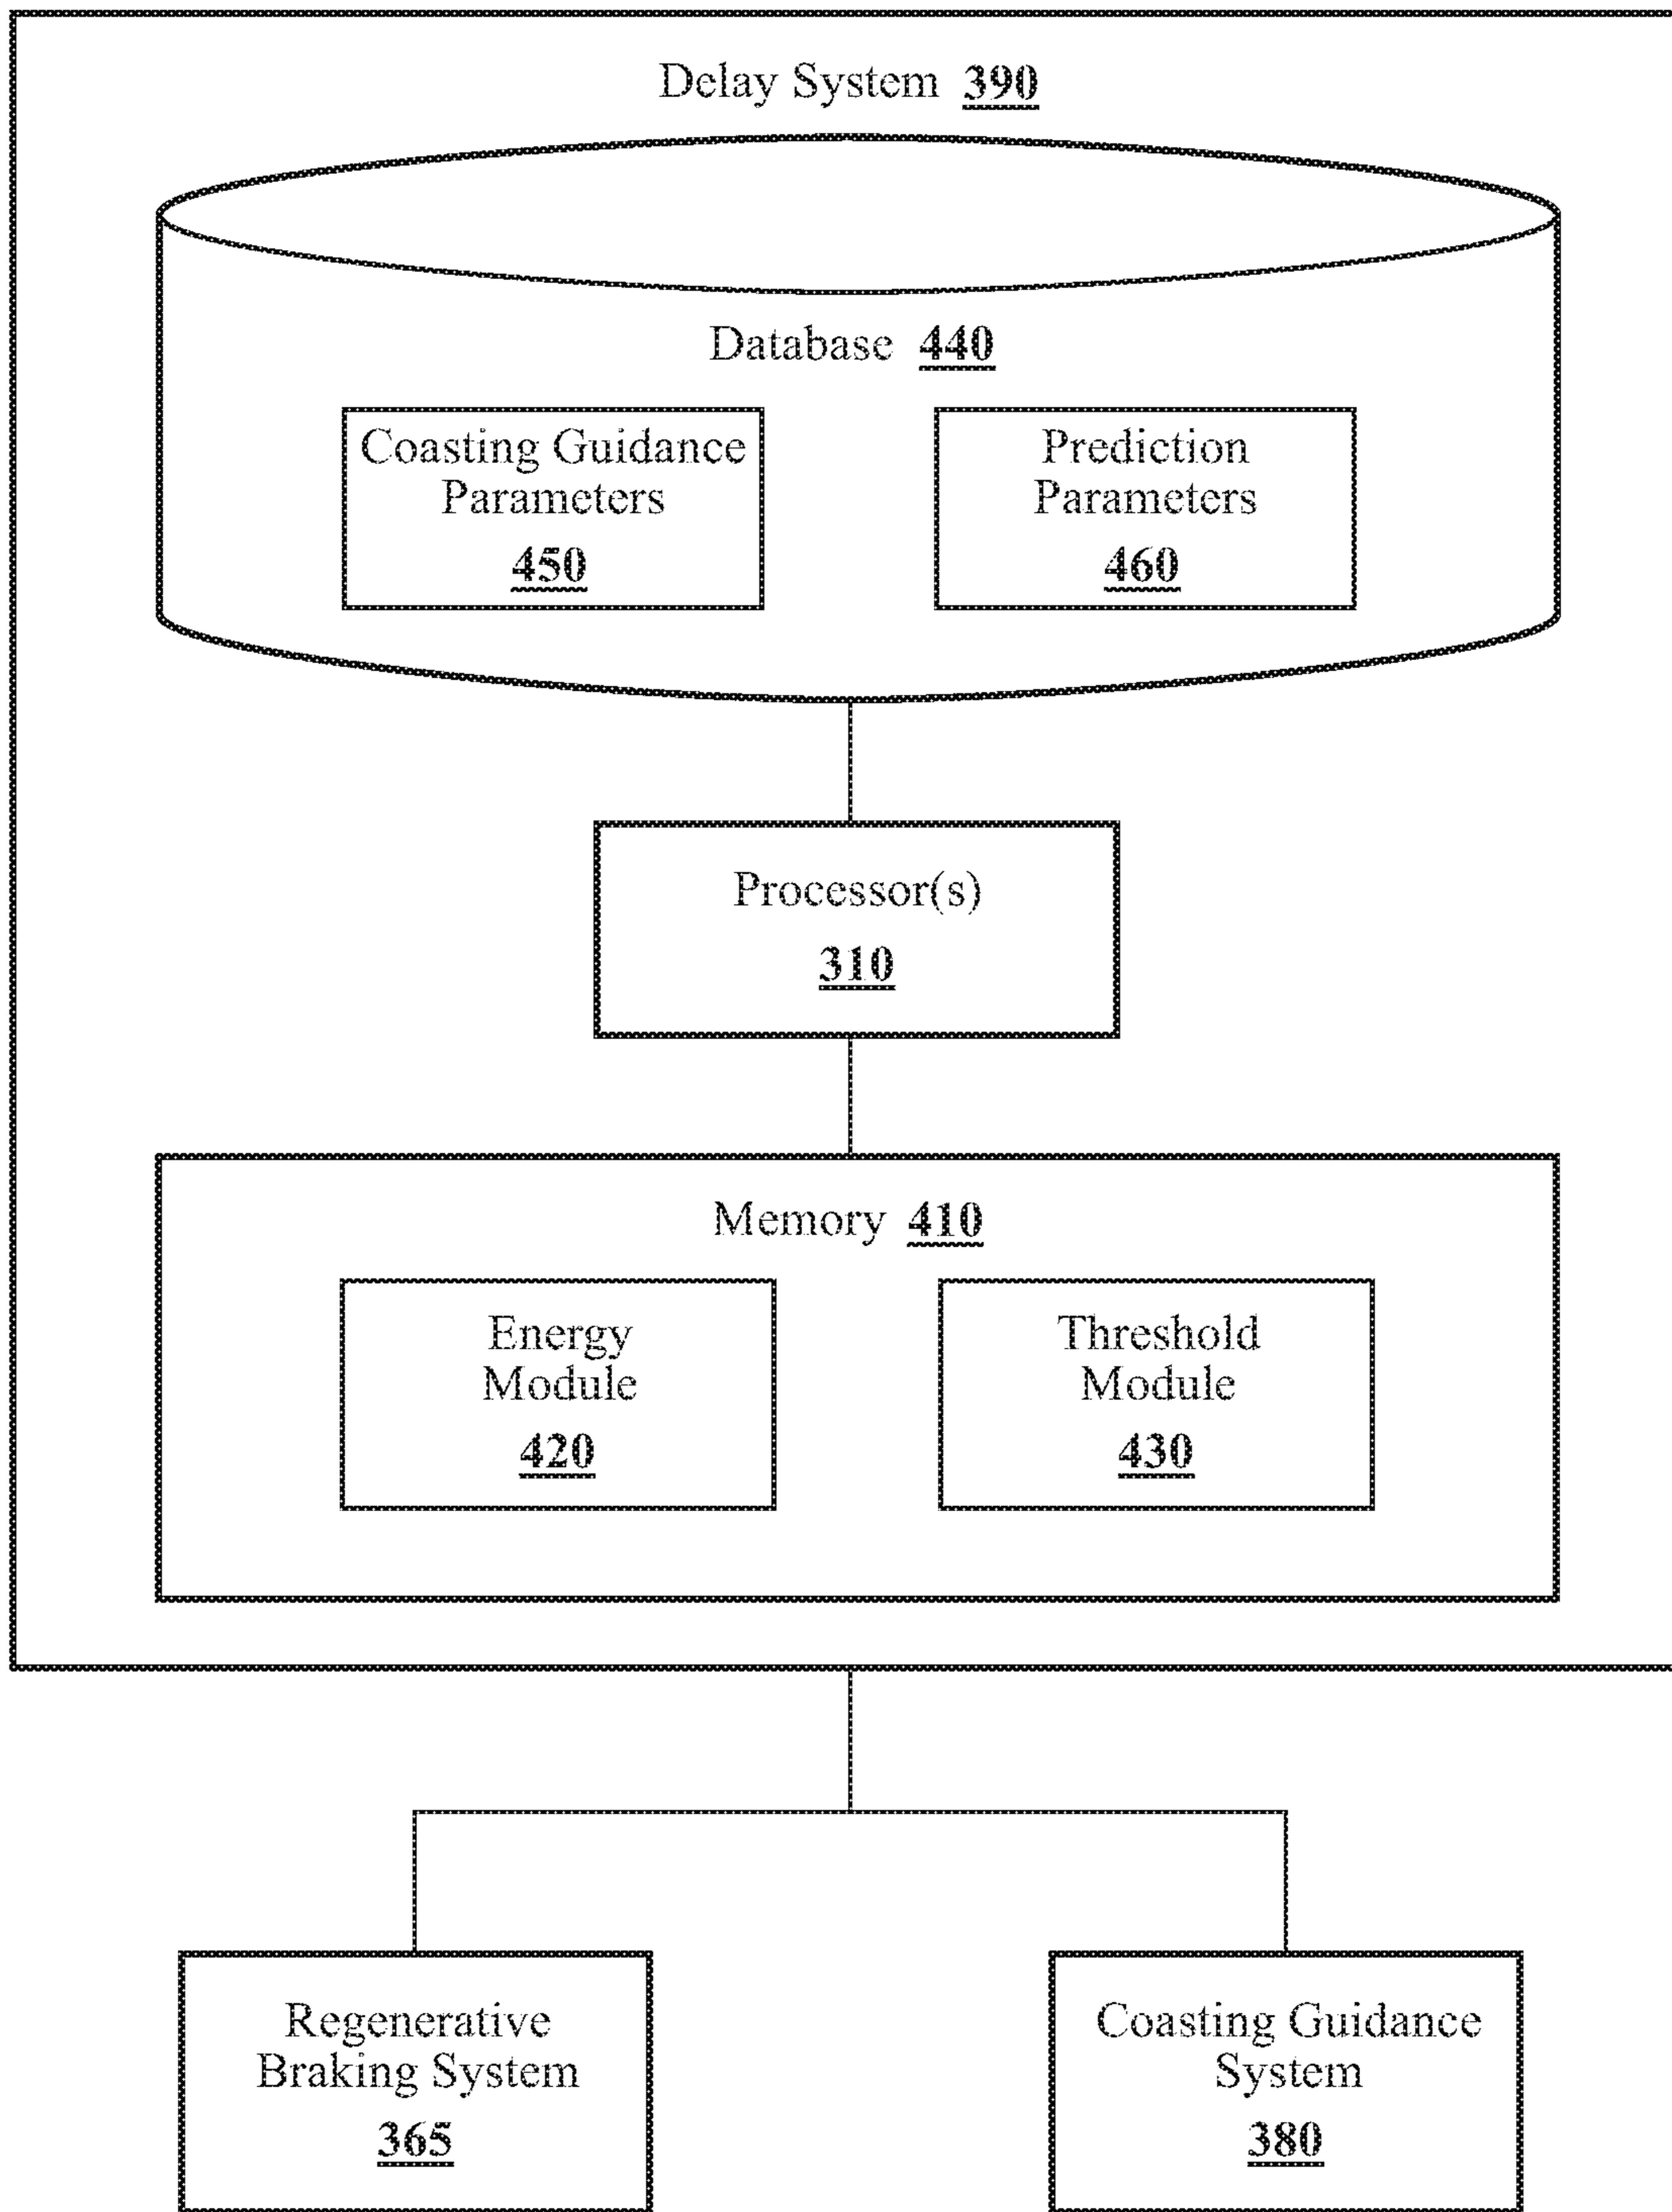 Delay System 390
Database 440
Coasting Guidance
Parameters
450
Prediction
Parameters
460
Processor(s)
310
Memory 410
Energy
Module
420
Threshold
Module
430
Regenerative
Braking System
365
Coasting Guidance
System
380